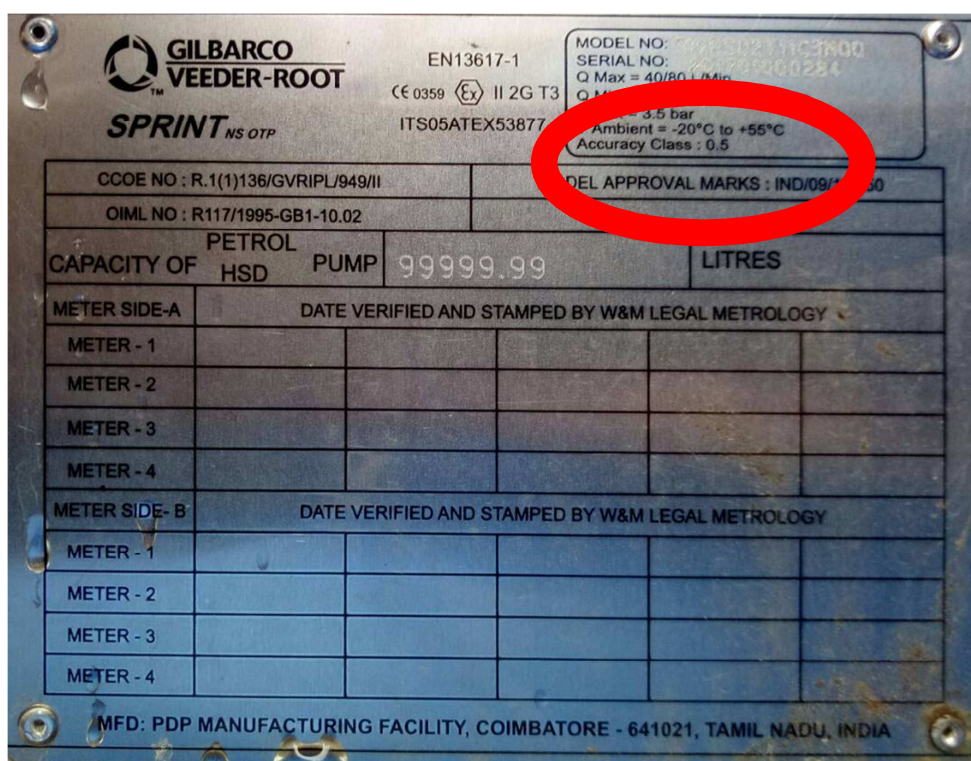 GILBARCO
VEEDER-ROOT
TM
SPRINT NS OTP
EN13617-1
CE 0359 Ex II 2G T3
ITS05ATEX53877
MODEL NO:
SERIAL NO:
Q Max = 40/80 L/Min
= 3.5 bar
Ambient = -20°C to +55°C
Accuracy Class : 0.5
CCOE NO : R.1(1)136/GVRIPL/949/II
DEL APPROVAL MARKS : IND/09/
OIML NO : R117/1995-GB1-10.02
CAPACITY OF PETROL HSD PUMP 99999.99 LITRES
METER SIDE-A DATE VERIFIED AND STAMPED BY W&M LEGAL METROLOGY
METER - 1
METER - 2
METER - 3
METER - 4
METER SIDE- B DATE VERIFIED AND STAMPED BY W&M LEGAL METROLOGY
METER - 1
METER - 2
METER - 3
METER - 4
MFD: PDP MANUFACTURING FACILITY, COIMBATORE - 641021, TAMIL NADU, INDIA